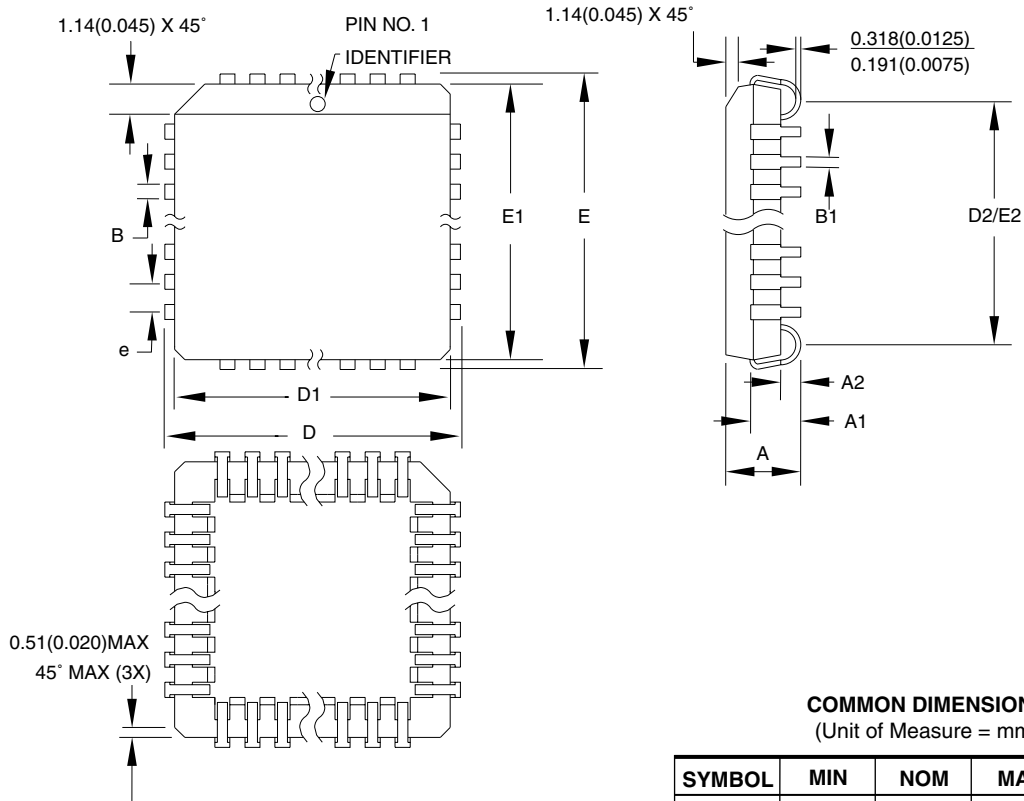 1.14(0.045) X 45˚
PIN NO. 1
IDENTIFIER
1.14(0.045) X 45˚
0.318(0.0125)
0.191(0.0075)
B
e
E1
E
B1
D2/E2
D1
D
A2
A1
A
0.51(0.020)MAX
45˚ MAX (3X)
COMMON DIMENSION
(Unit of Measure = mm
SYMBOL MIN NOM MA